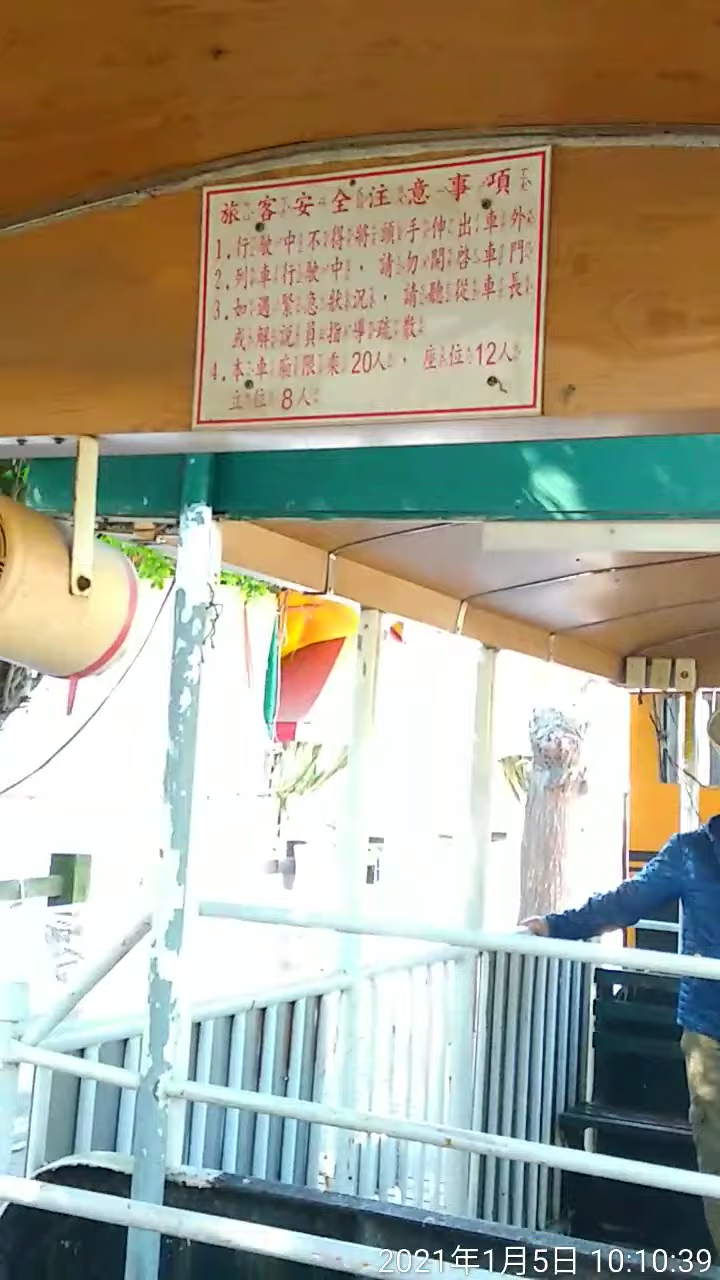 旅客安全注意事項
1.行駛中不得將頭手伸出車外
2.列車行駛中，請勿開啓車門
3.如遇緊急狀況，請聽從車長
或解說員指導疏散
4.本車廂限乘20人，座位12人
立位8人
2021年1月5日 10:10:39